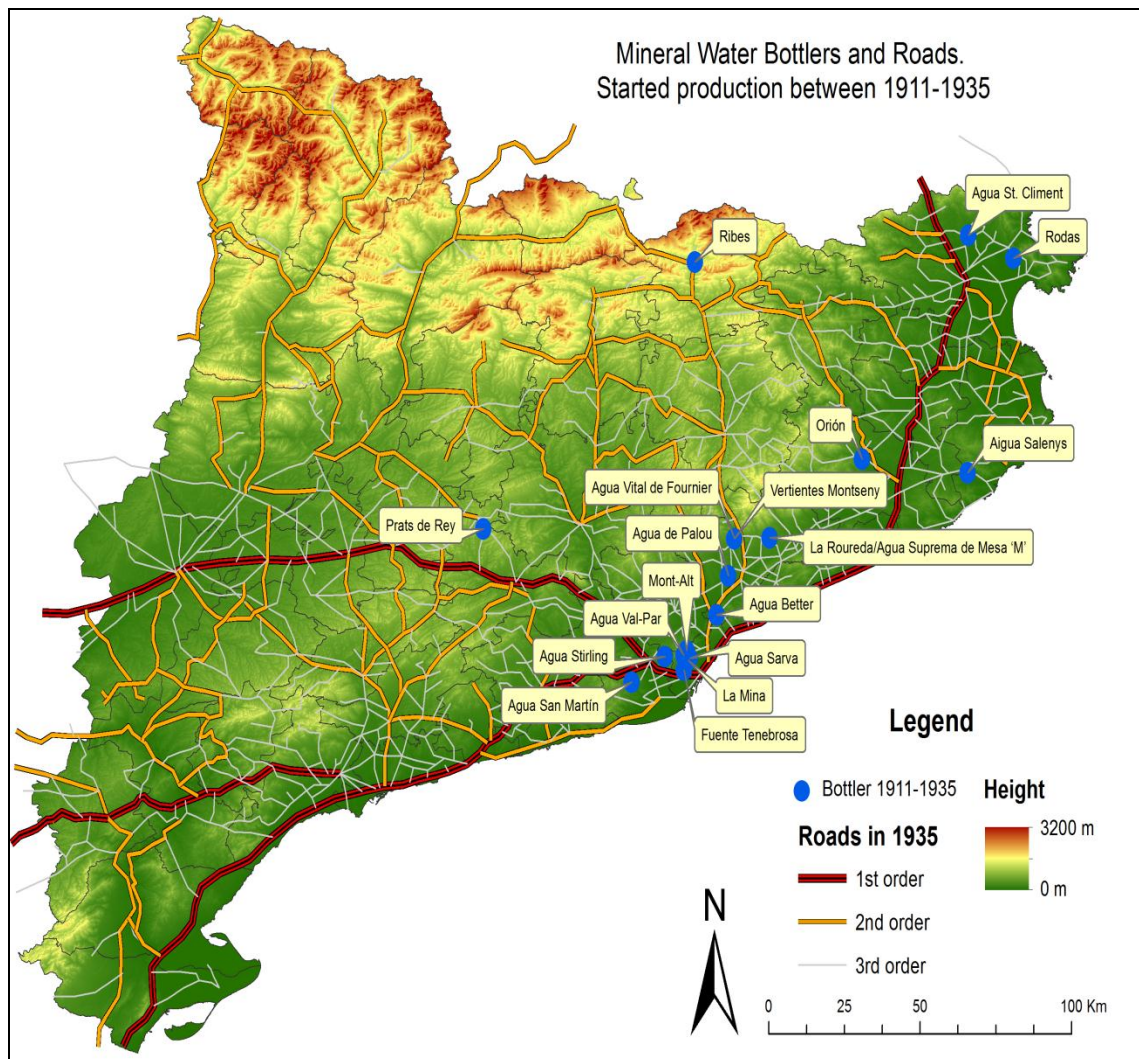 Mineral Water Bottlers and Roads.
Started production between 1911-1935
Agua St. Climent
Ribes
Rodas
Orión
Aigua Salenys
Agua Vital de Fournier
Vertientes Montseny
Prats de Rey
Agua de Palou
La Roureda/Agua Suprema de Mesa ‘M’
Mont-Alt
Agua Better
Agua Val-Par
Agua Stirling
Agua Sarva
La Mina
Agua San Martín
Fuente Tenebrosa
Legend
Bottler 1911-1935
Height
3200 m
0 m
Roads in 1935
1st order
2nd order
3rd order
N
0 25 50 100 Km